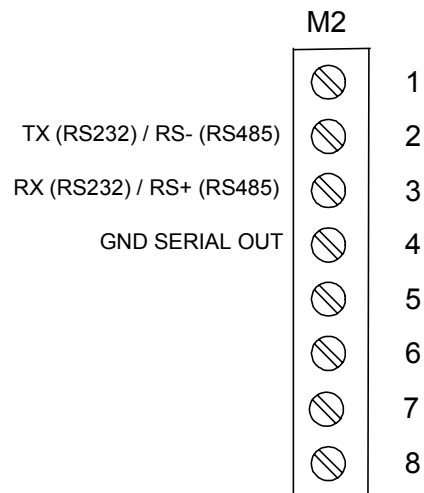 M2
1
TX (RS232) / RS- (RS485) 2
RX (RS232) / RS+ (RS485) 3
GND SERIAL OUT 4
5
6
7
8